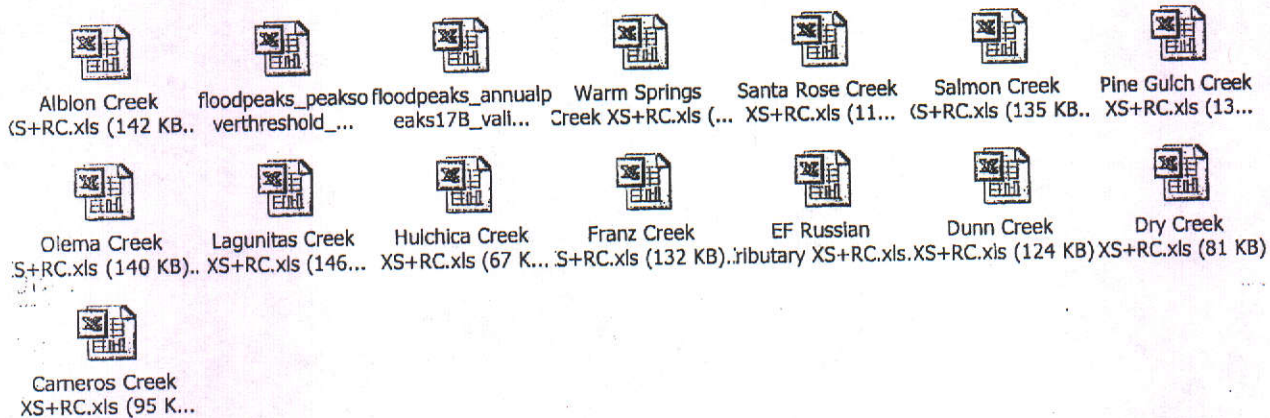 Albion Creek
(S+RC.xls (142 KB..
floodpeaks_peakso
verthreshold_...
floodpeaks_annualp
eaks17B_vali...
Warm Springs
Creek XS+RC.xls (...
Santa Rose Creek
XS+RC.xls (11...
Salmon Creek
(S+RC.xls (135 KB..
Pine Gulch Creek
XS+RC.xls (13...
Olema Creek
S+RC.xls (140 KB)..
Lagunitas Creek
XS+RC.xls (146...
Huichica Creek
XS+RC.xls (67 K...
Franz Creek
S+RC.xls (132 KB).
EF Russian
Tributary XS+RC.xls.
Dunn Creek
XS+RC.xls (124 KB)
Dry Creek
XS+RC.xls (81 KB)
Carneros Creek
XS+RC.xls (95 K...